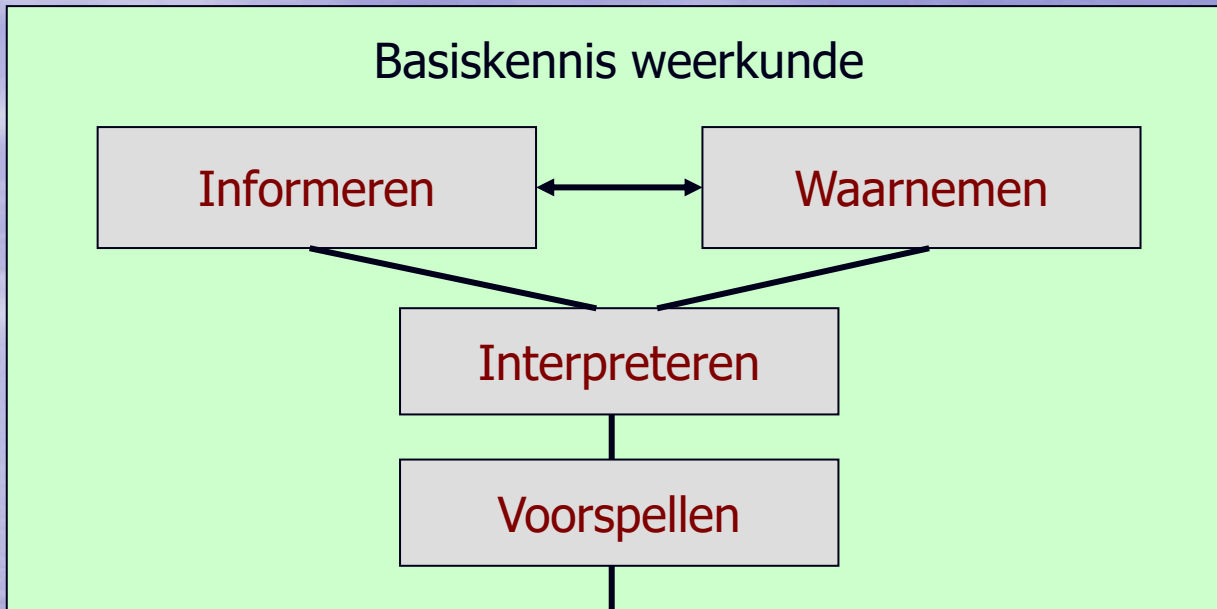 Basiskennis weerkunde
Informeren
Waarnemen
Interpreteren
Voorspellen